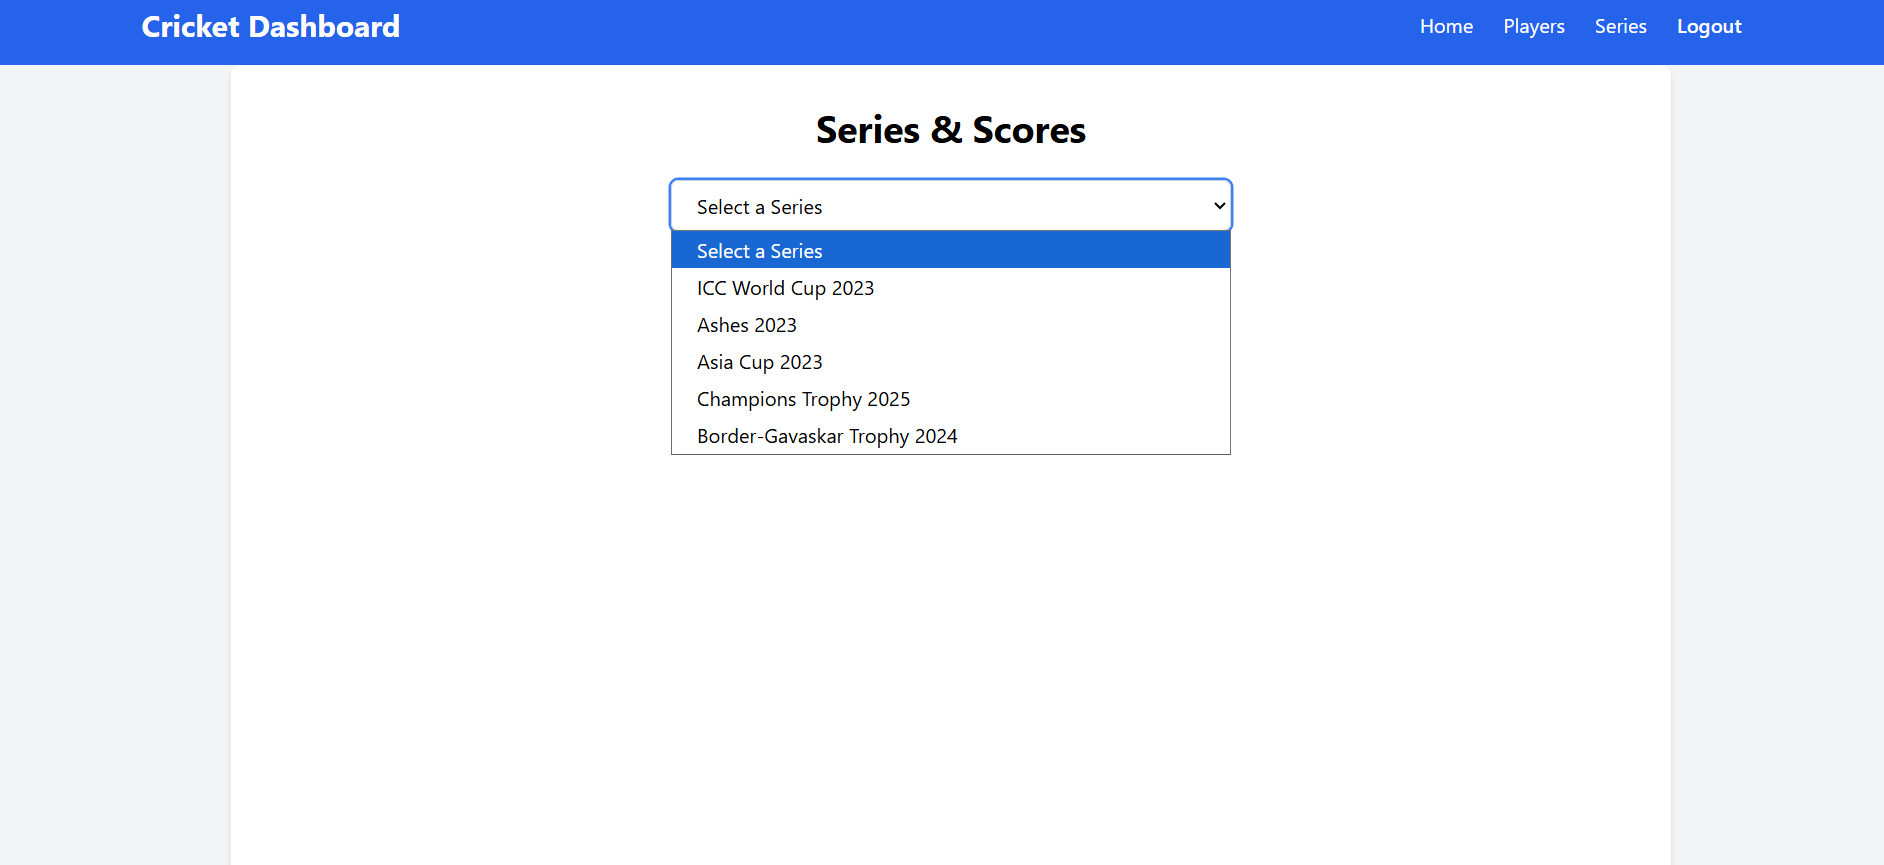 Cricket Dashboard
Home Players Series Logout
Series & Scores
Select a Series
Select a Series
ICC World Cup 2023
Ashes 2023
Asia Cup 2023
Champions Trophy 2025
Border-Gavaskar Trophy 2024